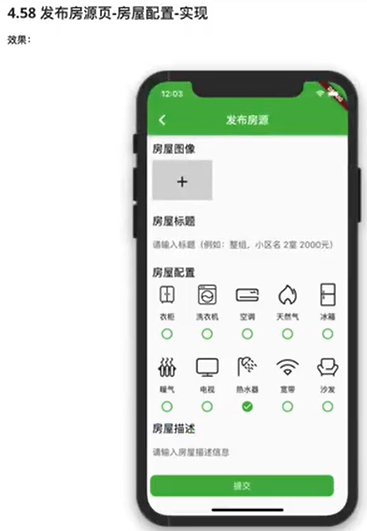 4.58 发布房源页-房屋配置-实现
效果:
12:03
发布房源
房屋图像
+
房屋标题
请输入标题（例如: 整组, 小区名 2室 2000元）
房屋配置
衣柜 洗衣机 空调 天然气 冰箱
暖气 电视 热水器 宽带 沙发
房屋描述
请输入房屋描述信息
提交